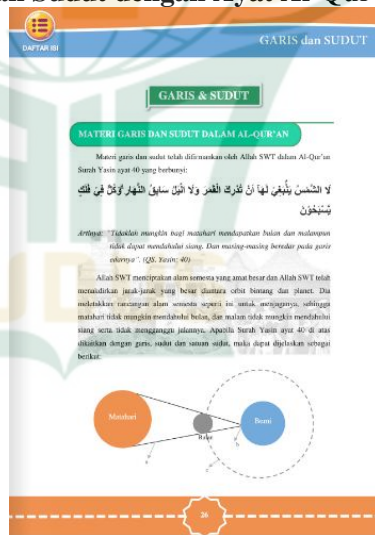 an Sudut dengan Ayat Al-Qur
DAFTAR ISI
GARIS dan SUDUT
GARIS & SUDUT
MATERI GARIS DAN SUDUT DALAM AL-QUR'AN
Materi garis dan sudut telah difirmankan oleh Allah SWT dalam Al-Qur'an
Surah Yasin ayat 40 yang berbunyi:
لَا الشَّمْسُ يَنْۢبَغِيْ لَهَآ اَنْ تُدْرِكَ الْقَمَرَ وَلَا الَّيْلُ سَابِقُ النَّهَارِ ۗوَكُلٌّ فِيْ فَلَكٍ
يَّسْبَحُوْنَ
Artinya: "Tidaklah mungkin bagi matahari mendapatkan bulan dan malampun
tidak dapat mendahului siang. Dan masing-masing beredar pada garis
edarnya". (QS. Yasin: 40)
Allah SWT menciptakan alam semesta yang amat besar dan Allah SWT telah
mentakdirkan jarak-jarak yang besar diantara orbit bintang dan planet. Dia
meletakkan rancangan alam semesta seperti ini untuk menjaganya, sehingga
matahari tidak mungkin mendahului bulan, dan malam tidak mungkin mendahului
siang serta tidak mengganggu jalannya. Apabila Surah Yasin ayat 40 di atas
dikaitkan dengan garis, sudut dan satuan sudut, maka dapat dijelaskan sebagai
berikut:
Matahari
Bulan
Bumi
a
b
c
26